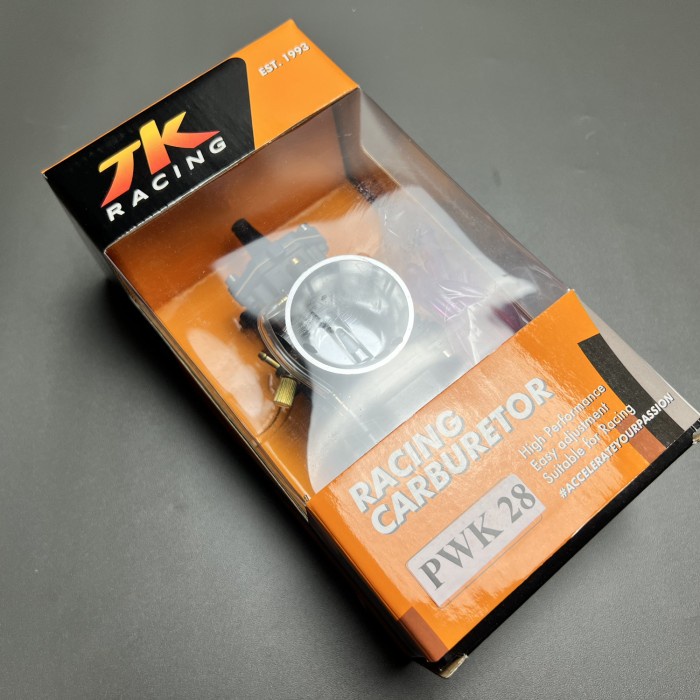 EST. 1993
TK
RACING
RACING
CARBURETOR
High Performance
Easy adjustment
Suitable for Racing
#ACCELERATEYOURPASSION
PWK 28